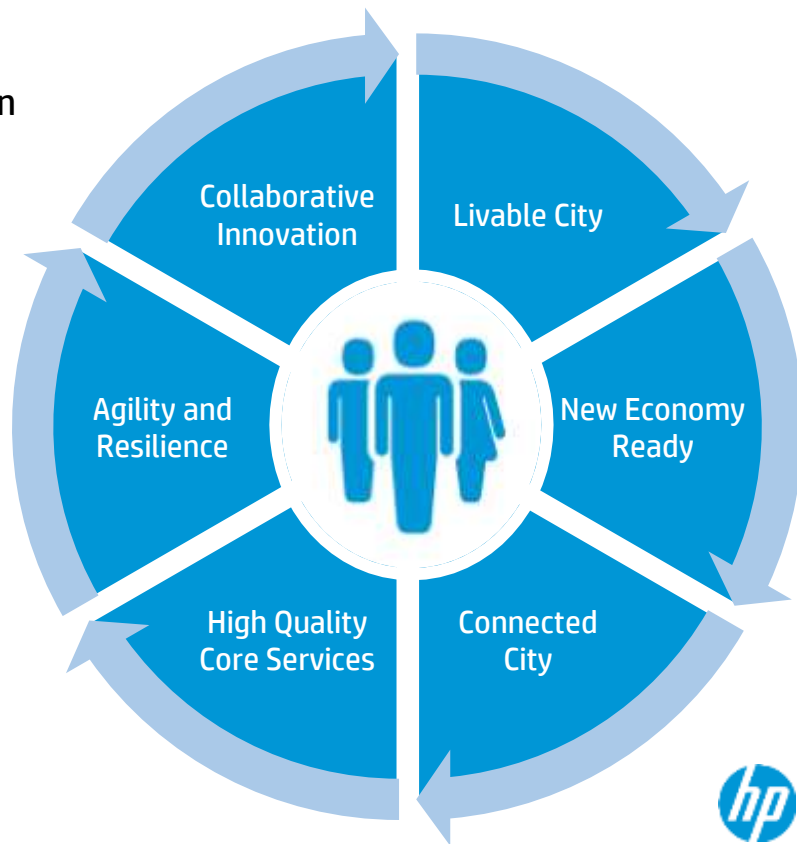 n
Collaborative
Innovation
Livable City
Agility and
Resilience
New Economy
Ready
High Quality
Core Services
Connected
City
hp